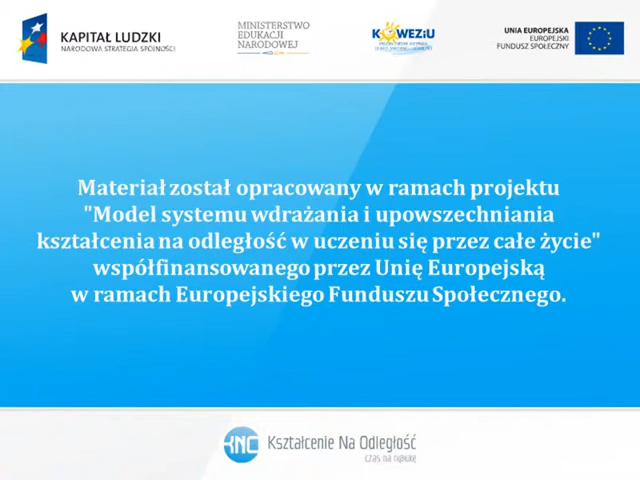 KAPITAŁ LUDZKI
NARODOWA STRATEGIA SPÓJNOŚCI
MINISTERSTWO
EDUKACJI
NARODOWEJ
KOWEZiU
UNIA EUROPEJSKA
EUROPEJSKI
FUNDUSZ SPOŁECZNY
Materiał został opracowany w ramach projektu
"Model systemu wdrażania i upowszechniania
kształcenia na odległość w uczeniu się przez całe życie"
współfinansowanego przez Unię Europejską
w ramach Europejskiego Funduszu Społecznego.
KNO Kształcenie Na Odległość
czas na naukę